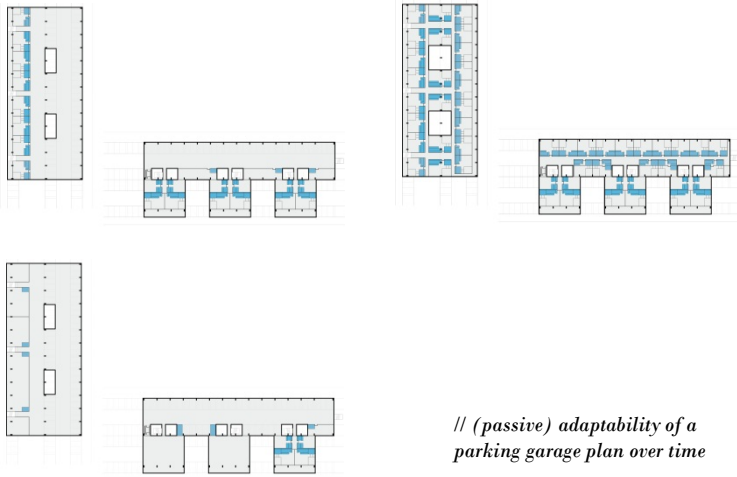 // (passive) adaptability of a
parking garage plan over time